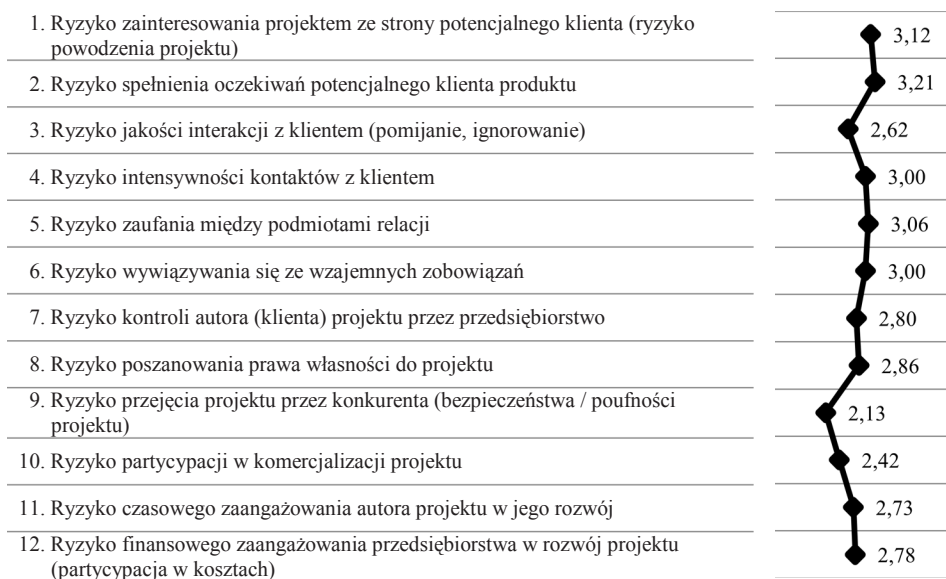 1. Ryzyko zainteresowania projektem ze strony potencjalnego klienta (ryzyko
powodzenia projektu)
3,12
2. Ryzyko spełnienia oczekiwań potencjalnego klienta produktu
3,21
3. Ryzyko jakości interakcji z klientem (pomijanie, ignorowanie)
2,62
4. Ryzyko intensywności kontaktów z klientem
3,00
5. Ryzyko zaufania między podmiotami relacji
3,06
6. Ryzyko wywiązywania się ze wzajemnych zobowiązań
3,00
7. Ryzyko kontroli autora (klienta) projektu przez przedsiębiorstwo
2,80
8. Ryzyko poszanowania prawa własności do projektu
2,86
9. Ryzyko przejęcia projektu przez konkurenta (bezpieczeństwa / poufności
projektu)
2,13
10. Ryzyko partycypacji w komercjalizacji projektu
2,42
11. Ryzyko czasowego zaangażowania autora projektu w jego rozwój
2,73
12. Ryzyko finansowego zaangażowania przedsiębiorstwa w rozwój projektu
(partycypacja w kosztach)
2,78